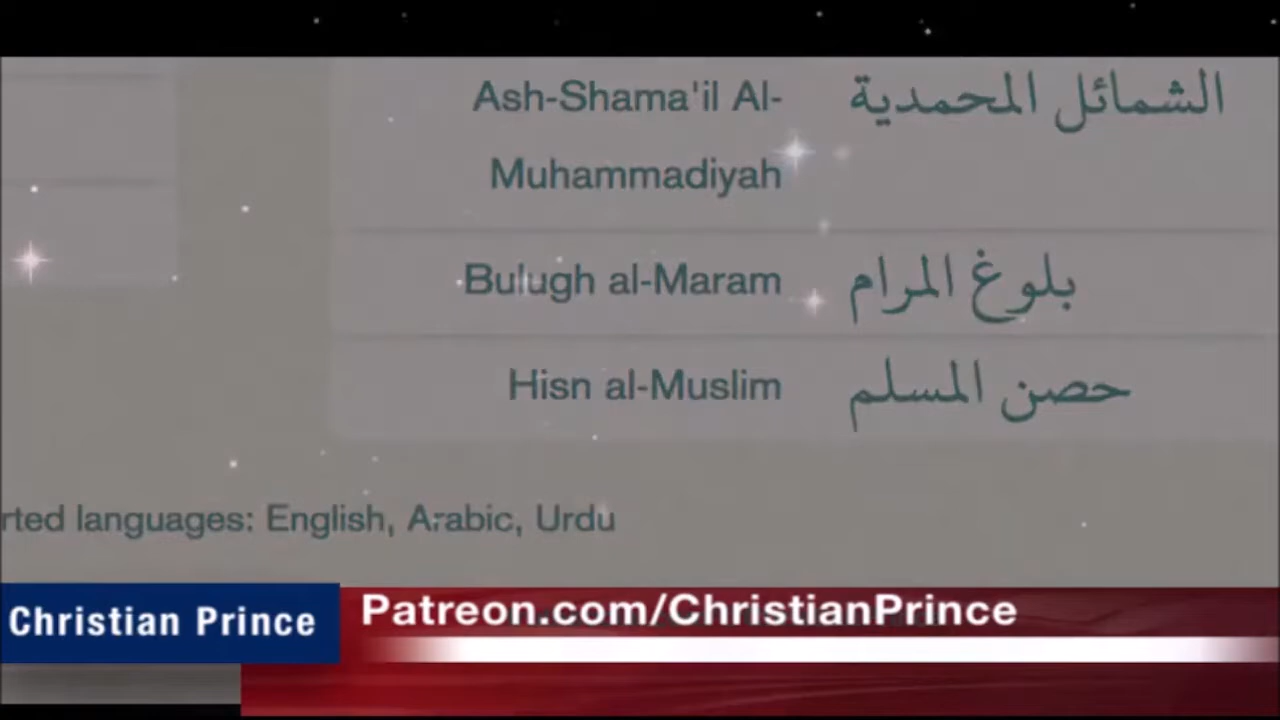 Ash-Shama'il Al- الشمائل المحمدية
Muhammadiyah
Bulugh al-Maram بلوغ المرام
Hisn al-Muslim حصن المسلم
rted languages: English, Arabic, Urdu
Christian Prince
Patreon.com/ChristianPrince